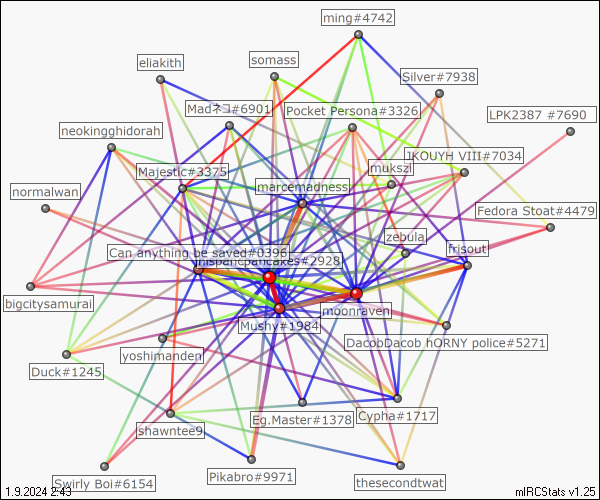 ming#4742
eliakith
somass
Silver#7938
Madネコ#6901
Pocket Persona#3326
LPK2387 #7690
neokingghidorah
Majestic#3375
mukszi
IKOUYH VIII#7034
normalwan
marcemadness
Fedora Stoat#4479
zebula
frisout
Can anything be saved#0396
pancakes#2928
bigcitysamurai
moonraven
Mushy#1984
DacobDacob hORNY police#5271
yoshimanden
Duck#1245
Eg.Master#1378
Cypha#1717
shawntee9
Pikabro#9971
thesecondtwat
Swirly Boi#6154
1.9.2024 2:43
mIRCStats v1.25